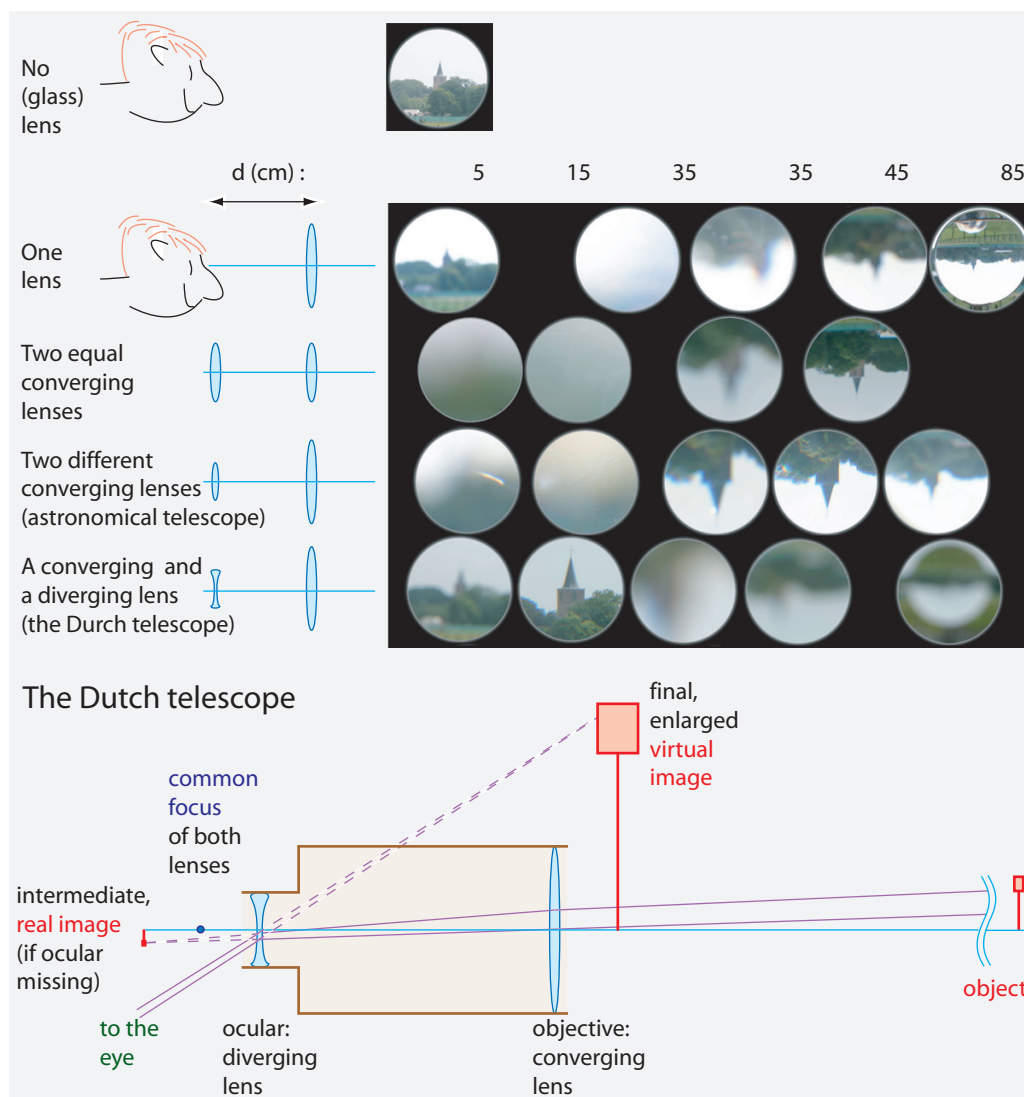 No
(glass)
lens
d (cm) :
5 15 35 35 45 85
One
lens
Two equal
converging
lenses
Two different
converging lenses
(astronomical telescope)
A converging and
a diverging lens
(the Durch telescope)
The Dutch telescope
final,
enlarged
virtual
image
common
focus
of both
lenses
intermediate,
real image
(if ocular
missing)
object
to the
eye
ocular:
diverging
lens
objective:
converging
lens